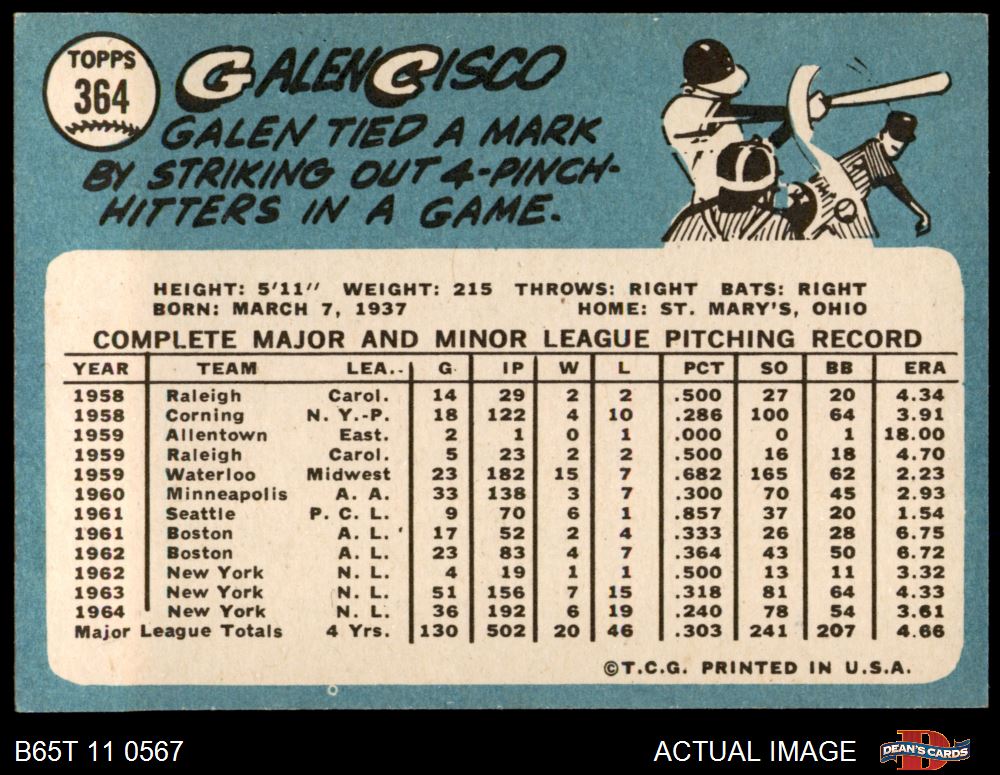 TOPPS
364
GALEN CISCO
GALEN TIED A MARK
BY STRIKING OUT 4-PINCH-
HITTERS IN A GAME.
HEIGHT: 5'11" WEIGHT: 215 THROWS: RIGHT BATS: RIGHT
BORN: MARCH 7, 1937 HOME: ST. MARY'S, OHIO
COMPLETE MAJOR AND MINOR LEAGUE PITCHING RECORD
YEAR TEAM LEA. G IP W L PCT SO BB ERA
1958 Raleigh Carol. 14 29 2 2 .500 27 20 4.34
1958 Corning N. Y.-P. 18 122 4 10 .286 100 64 3.91
1959 Allentown East. 2 1 0 1 .000 0 1 18.00
1959 Raleigh Carol. 5 23 2 2 .500 16 18 4.70
1959 Waterloo Midwest 23 182 15 7 .682 165 62 2.23
1960 Minneapolis A. A. 33 138 3 7 .300 70 45 2.93
1961 Seattle P. C. L. 9 70 6 1 .857 37 20 1.54
1961 Boston A. L. 17 52 2 4 .333 26 28 6.75
1962 Boston A. L. 23 83 4 7 .364 43 50 6.72
1962 New York N. L. 4 19 1 1 .500 13 11 3.32
1963 New York N. L. 51 156 7 15 .318 81 64 4.33
1964 New York N. L. 36 192 6 19 .240 78 54 3.61
Major League Totals 4 Yrs. 130 502 20 46 .303 241 207 4.66
©T.C.G. PRINTED IN U.S.A.
B65T 11 0567 ACTUAL IMAGE DEAN'S CARDS